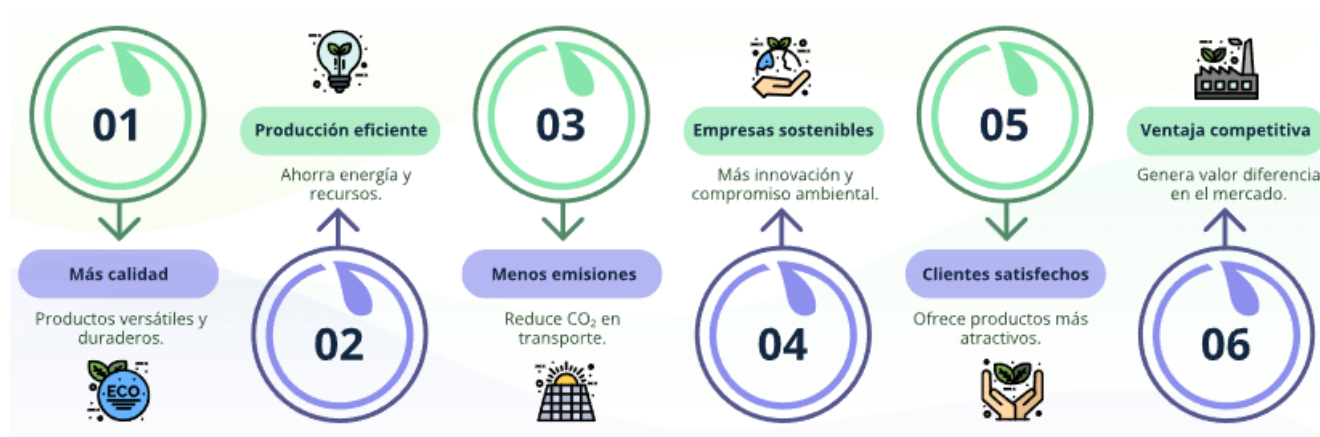 01
Más calidad
Productos versátiles y
duraderos.
ECO
Producción eficiente
Ahorra energía y
recursos.
02
03
Menos emisiones
Reduce CO₂ en
transporte.
Empresas sostenibles
Más innovación y
compromiso ambiental.
04
05
Clientes satisfechos
Ofrece productos más
atractivos.
Ventaja competitiva
Genera valor diferencia
en el mercado.
06